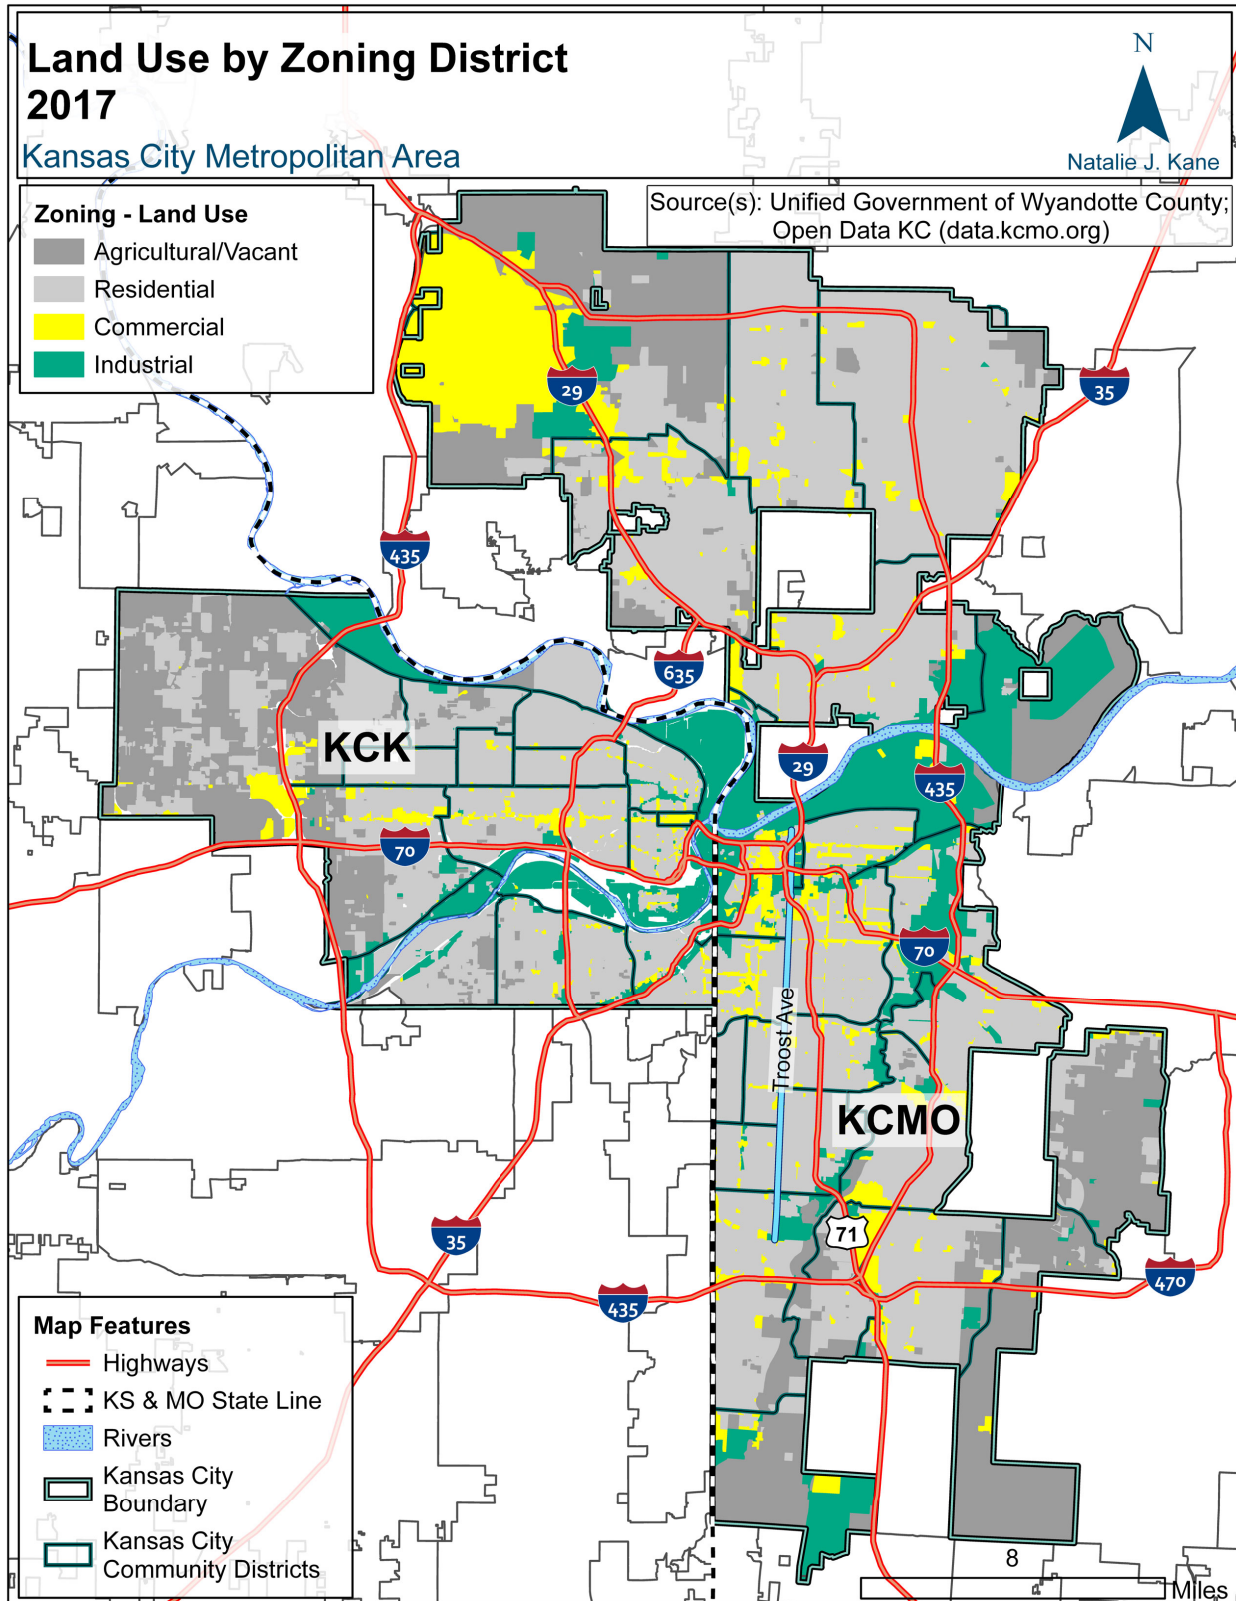 Land Use by Zoning District
2017
Kansas City Metropolitan Area
N
Natalie J. Kane
Source(s): Unified Government of Wyandotte County;
Open Data KC (data.kcmo.org)
Zoning - Land Use
Agricultural/Vacant
Residential
Commercial
Industrial
29
35
435
635
KCK
29
435
70
70
Troost Ave
KCMO
71
35
470
435
Map Features
Highways
KS & MO State Line
Rivers
Kansas City
Boundary
Kansas City
Community Districts
8
Miles